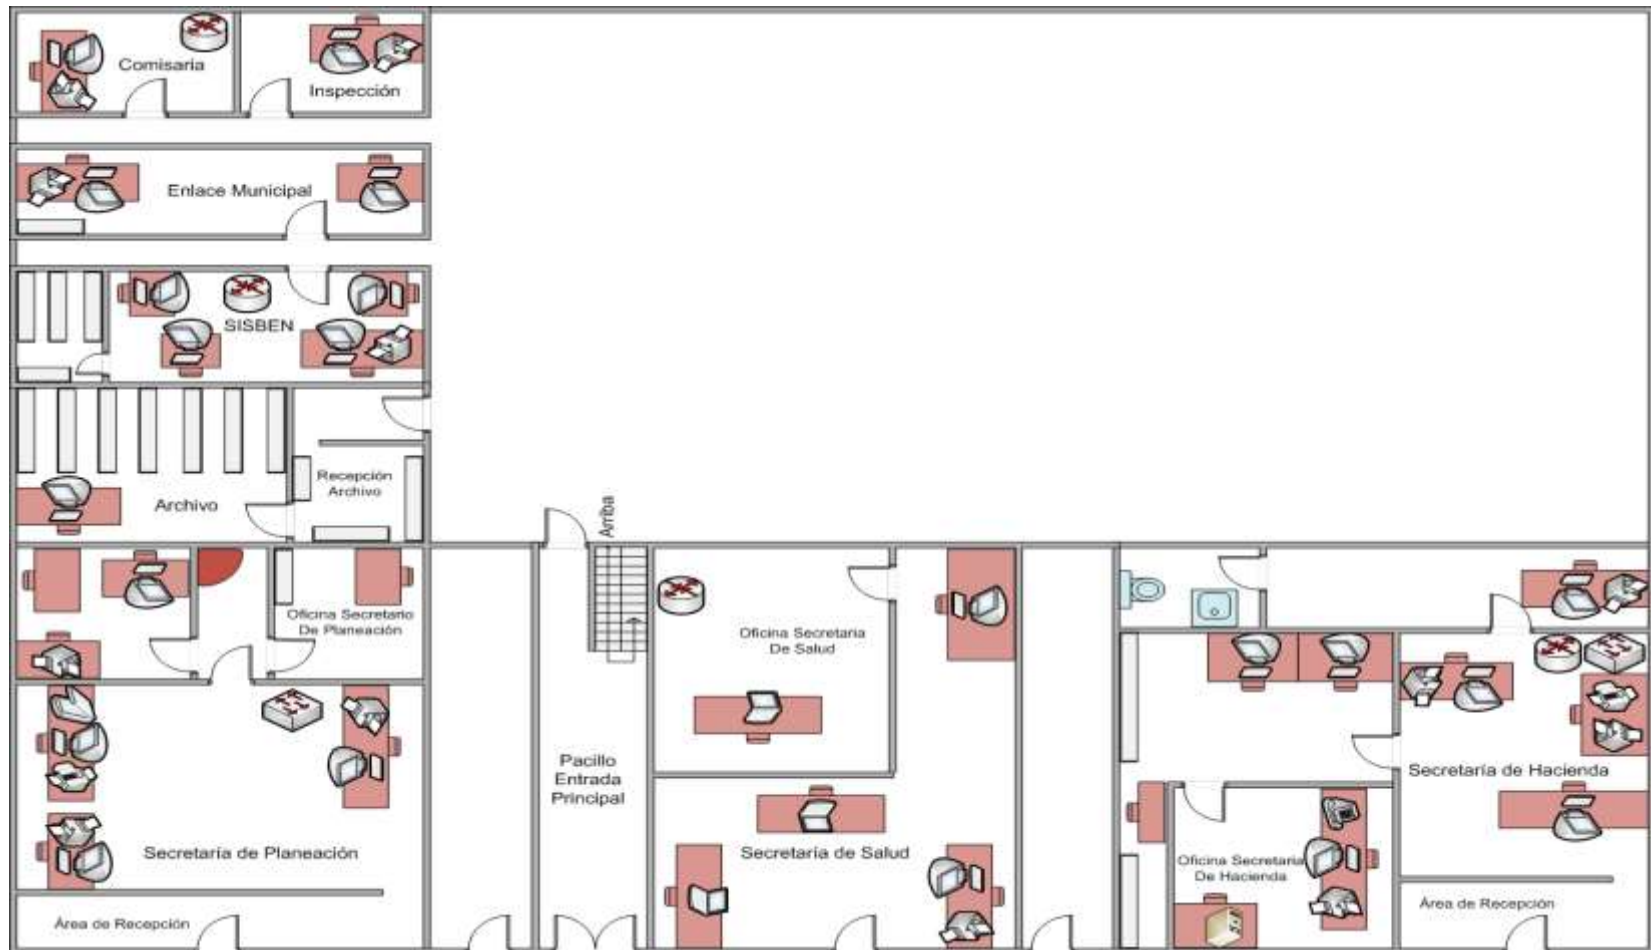 Comisaria
Inspección
Enlace Municipal
SISBEN
Recepción
Archivo
Archivo
Arriba
Oficina Secretario
De Planeación
Oficina Secretaria
De Salud
Pacillo
Entrada
Principal
Secretaría de Hacienda
Secretaría de Planeación
Secretaría de Salud
Oficina Secretaria
De Hacienda
Área de Recepción
Área de Recepción